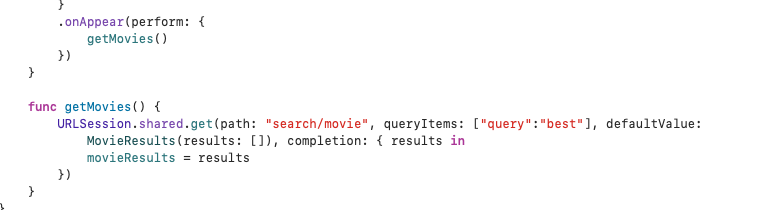 }
.onAppear(perform: {
getMovies()
})
}
func getMovies() {
URLSession.shared.get(path: "search/movie", queryItems: ["query":"best"], defaultValue:
MovieResults(results: []), completion: { results in
movieResults = results
})
}
}